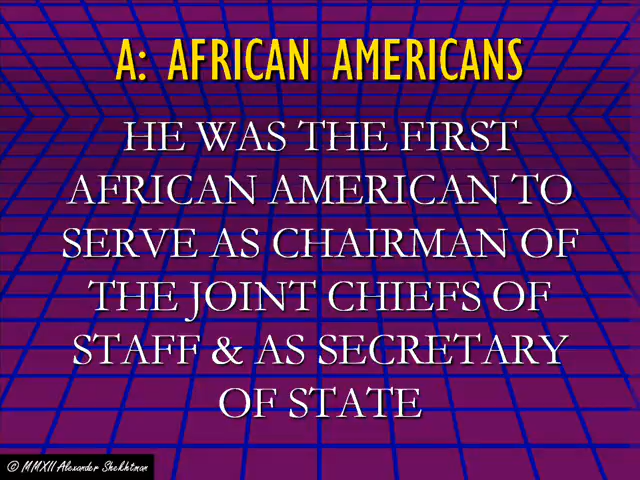 A: AFRICAN AMERICANS
HE WAS THE FIRST
AFRICAN AMERICAN TO
SERVE AS CHAIRMAN OF
THE JOINT CHIEFS OF
STAFF & AS SECRETARY
OF STATE
© MMXII Alexander Shekhtman